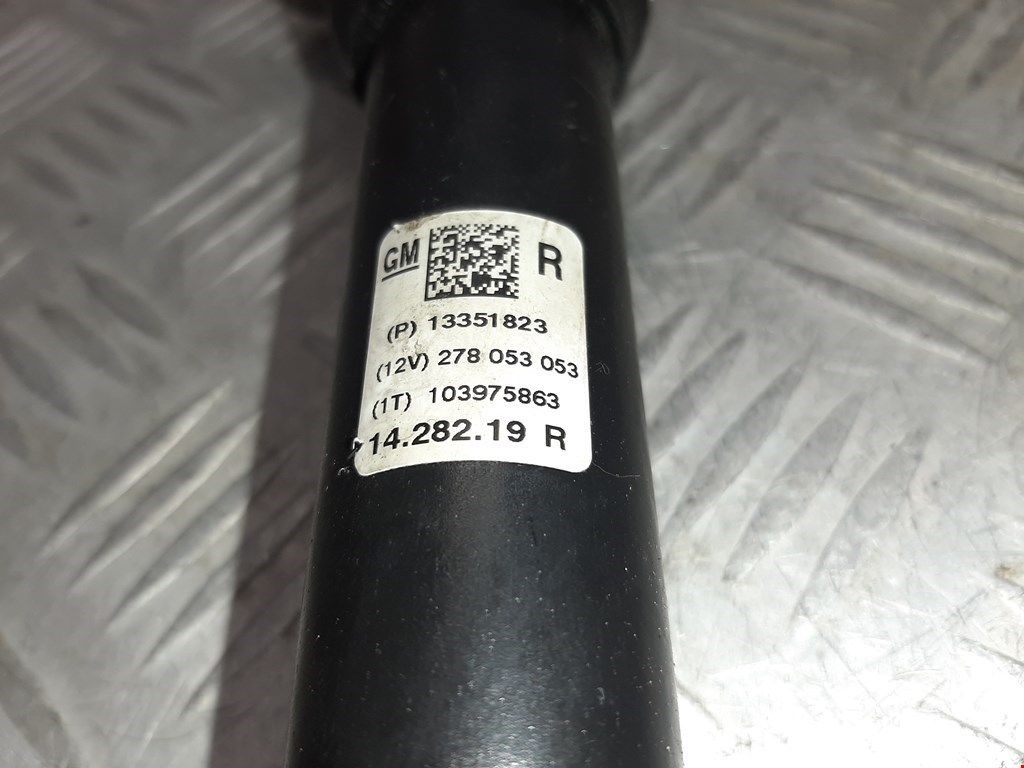 GM R
(P) 13351823
(12V) 278 053 053
(1T) 103975863
14.282.19 R